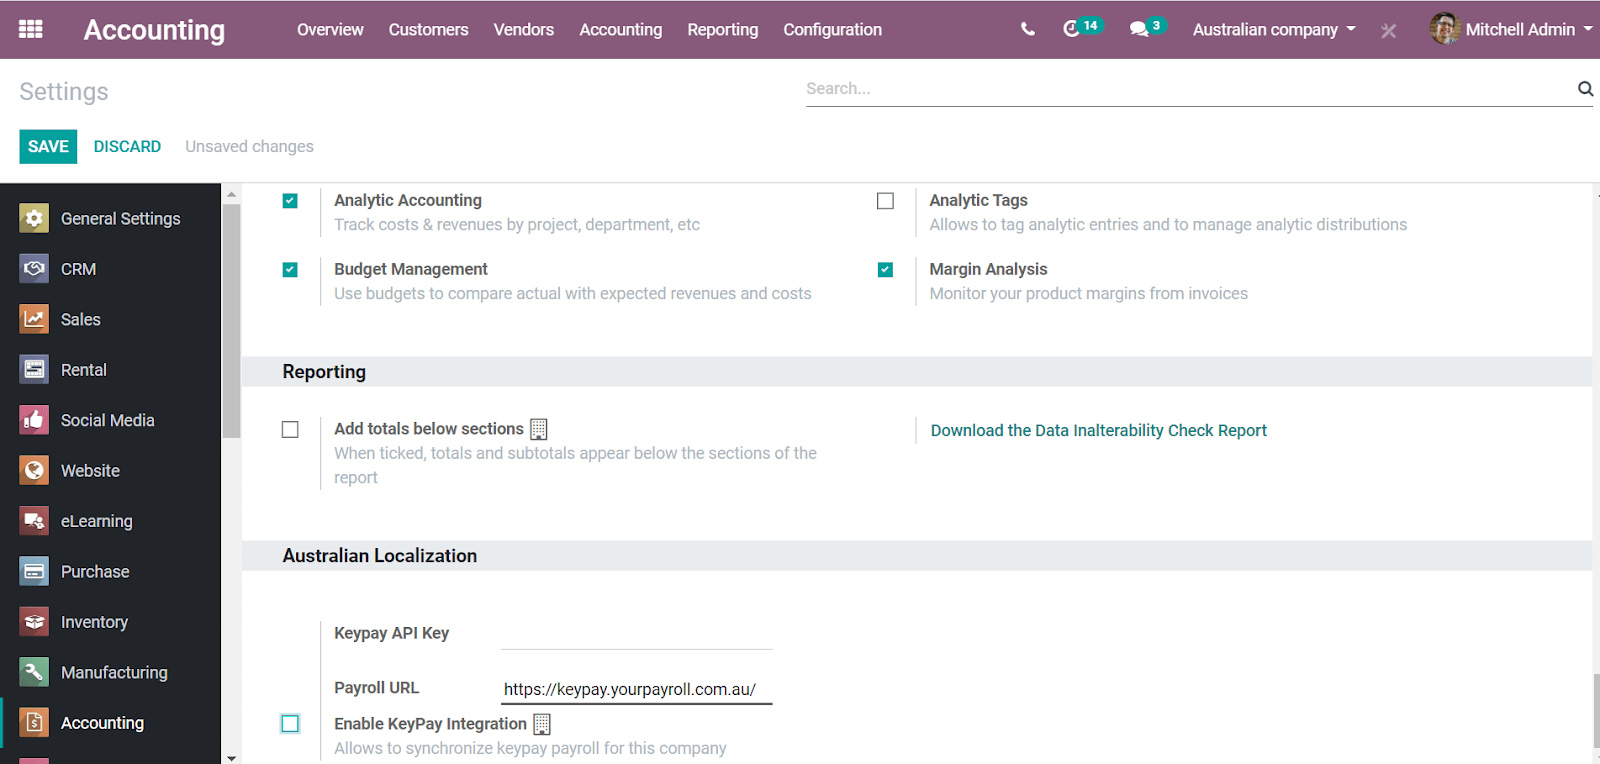 Accounting Overview Customers Vendors Accounting Reporting Configuration 14 3 Australian company Mitchell Admin
Settings Search...
SAVE DISCARD Unsaved changes
General Settings
CRM
Sales
Rental
Social Media
Website
eLearning
Purchase
Inventory
Manufacturing
Accounting
Analytic Accounting
Track costs & revenues by project, department, etc
Analytic Tags
Allows to tag analytic entries and to manage analytic distributions
Budget Management
Use budgets to compare actual with expected revenues and costs
Margin Analysis
Monitor your product margins from invoices
Reporting
Add totals below sections
When ticked, totals and subtotals appear below the sections of the
report
Download the Data Inalterability Check Report
Australian Localization
Keypay API Key
Payroll URL https://keypay.yourpayroll.com.au/
Enable KeyPay Integration
Allows to synchronize keypay payroll for this company